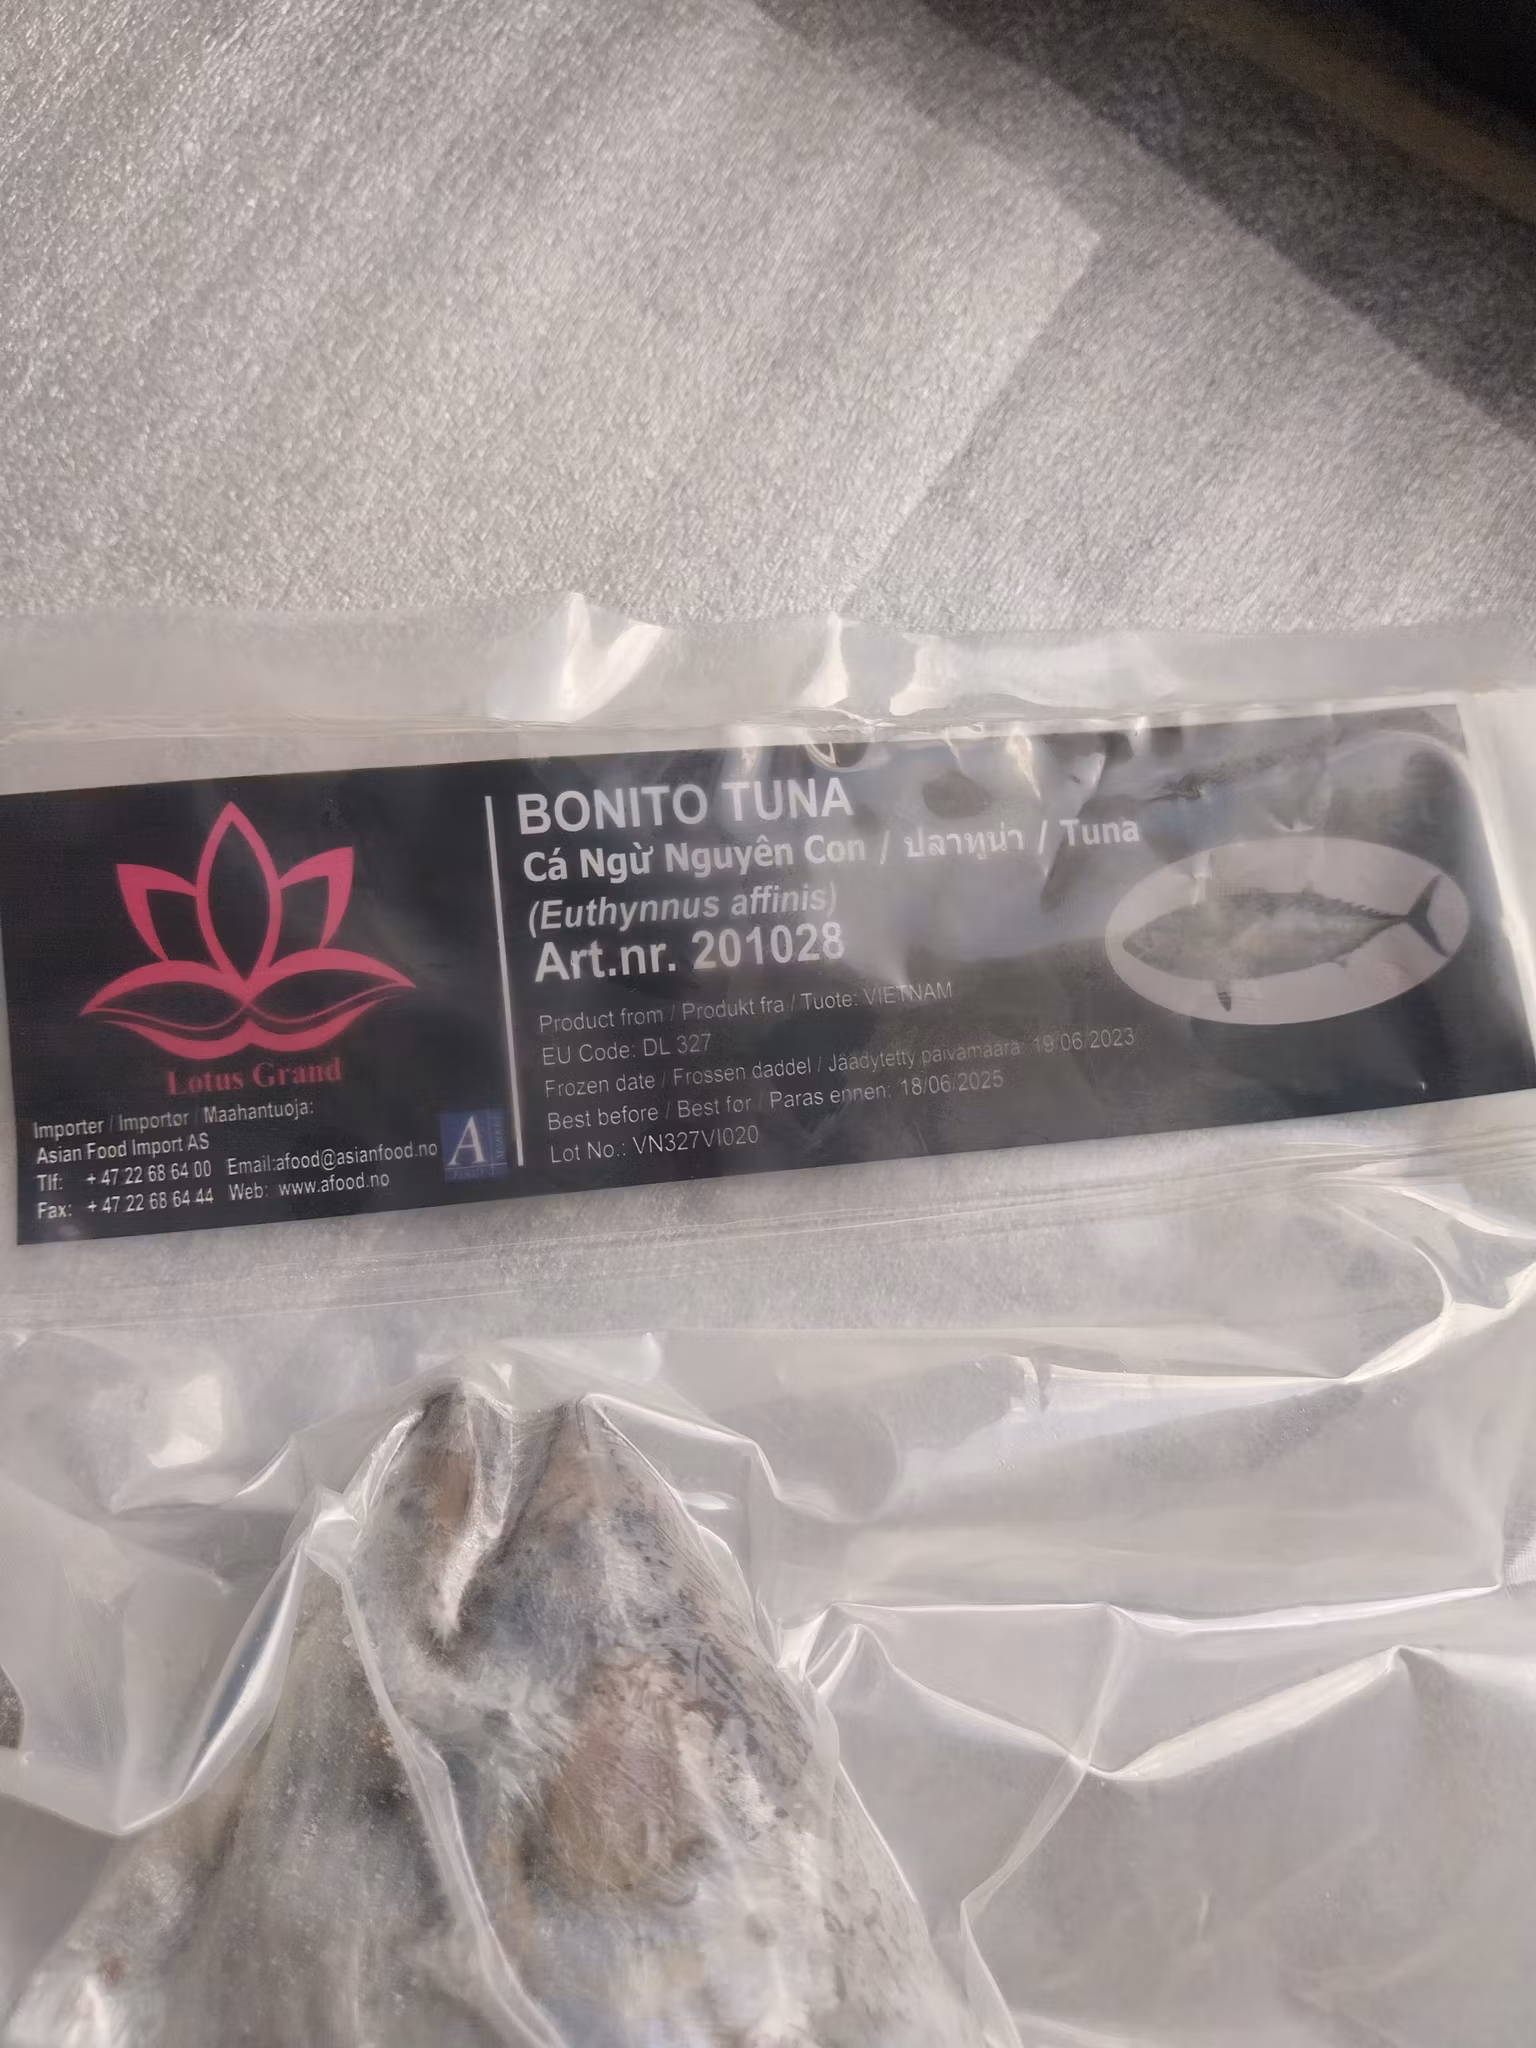 BONITO TUNA
Cá Ngừ Nguyên Con / ปลาทูน่า / Tuna
(Euthynnus affinis)
Art.nr. 201028
Product from / Produkt fra / Tuote: VIETNAM
EU Code: DL 327
Frozen date / Frossen daddel / Jäädytetty päivämäärä: 19/06/2023
Best before / Best for / Paras ennen: 18/06/2025
Lot No.: VN327VI020
Lotus Grand
Importer / Importør / Maahantuoja:
Asian Food Import AS
Tlf: + 47 22 68 64 00 Email:afood@asianfood.no
Fax: + 47 22 68 64 44 Web: www.afood.no
A